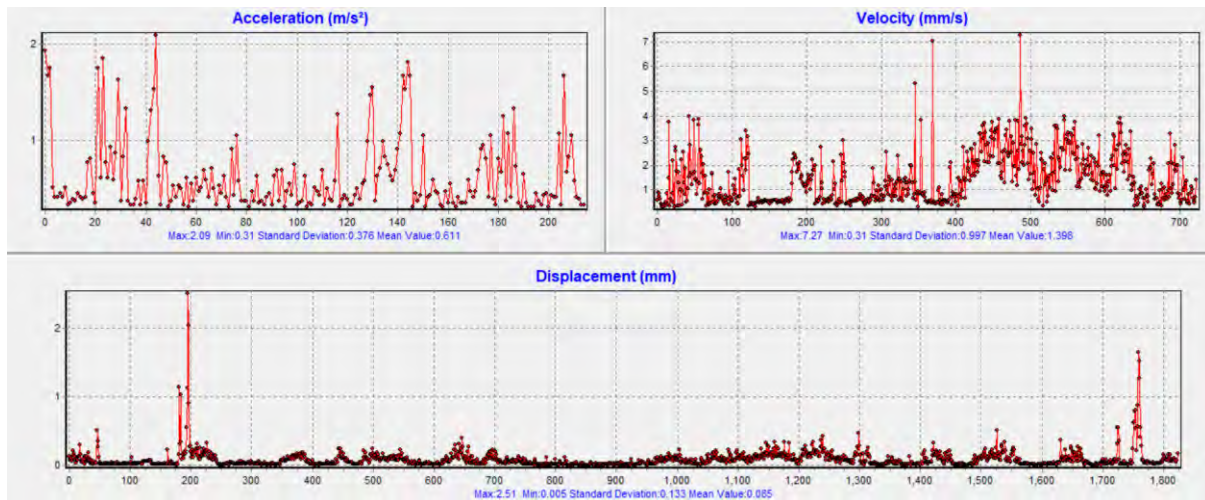 Acceleration (m/s²)
2
1
0 20 40 60 80 100 120 140 160 180 200
Max:2.09 Min:0.31 Standard Deviation:0.376 Mean Value:0.611
Velocity (mm/s)
7
6
5
4
3
2
1
0 100 200 300 400 500 600 700
Max:7.27 Min:0.31 Standard Deviation:0.997 Mean Value:1.398
Displacement (mm)
2
1
0
0 100 200 300 400 500 600 700 800 900 1,000 1,100 1,200 1,300 1,400 1,500 1,600 1,700 1,800
Max:2.51 Min:0.005 Standard Deviation:0.133 Mean Value:0.085